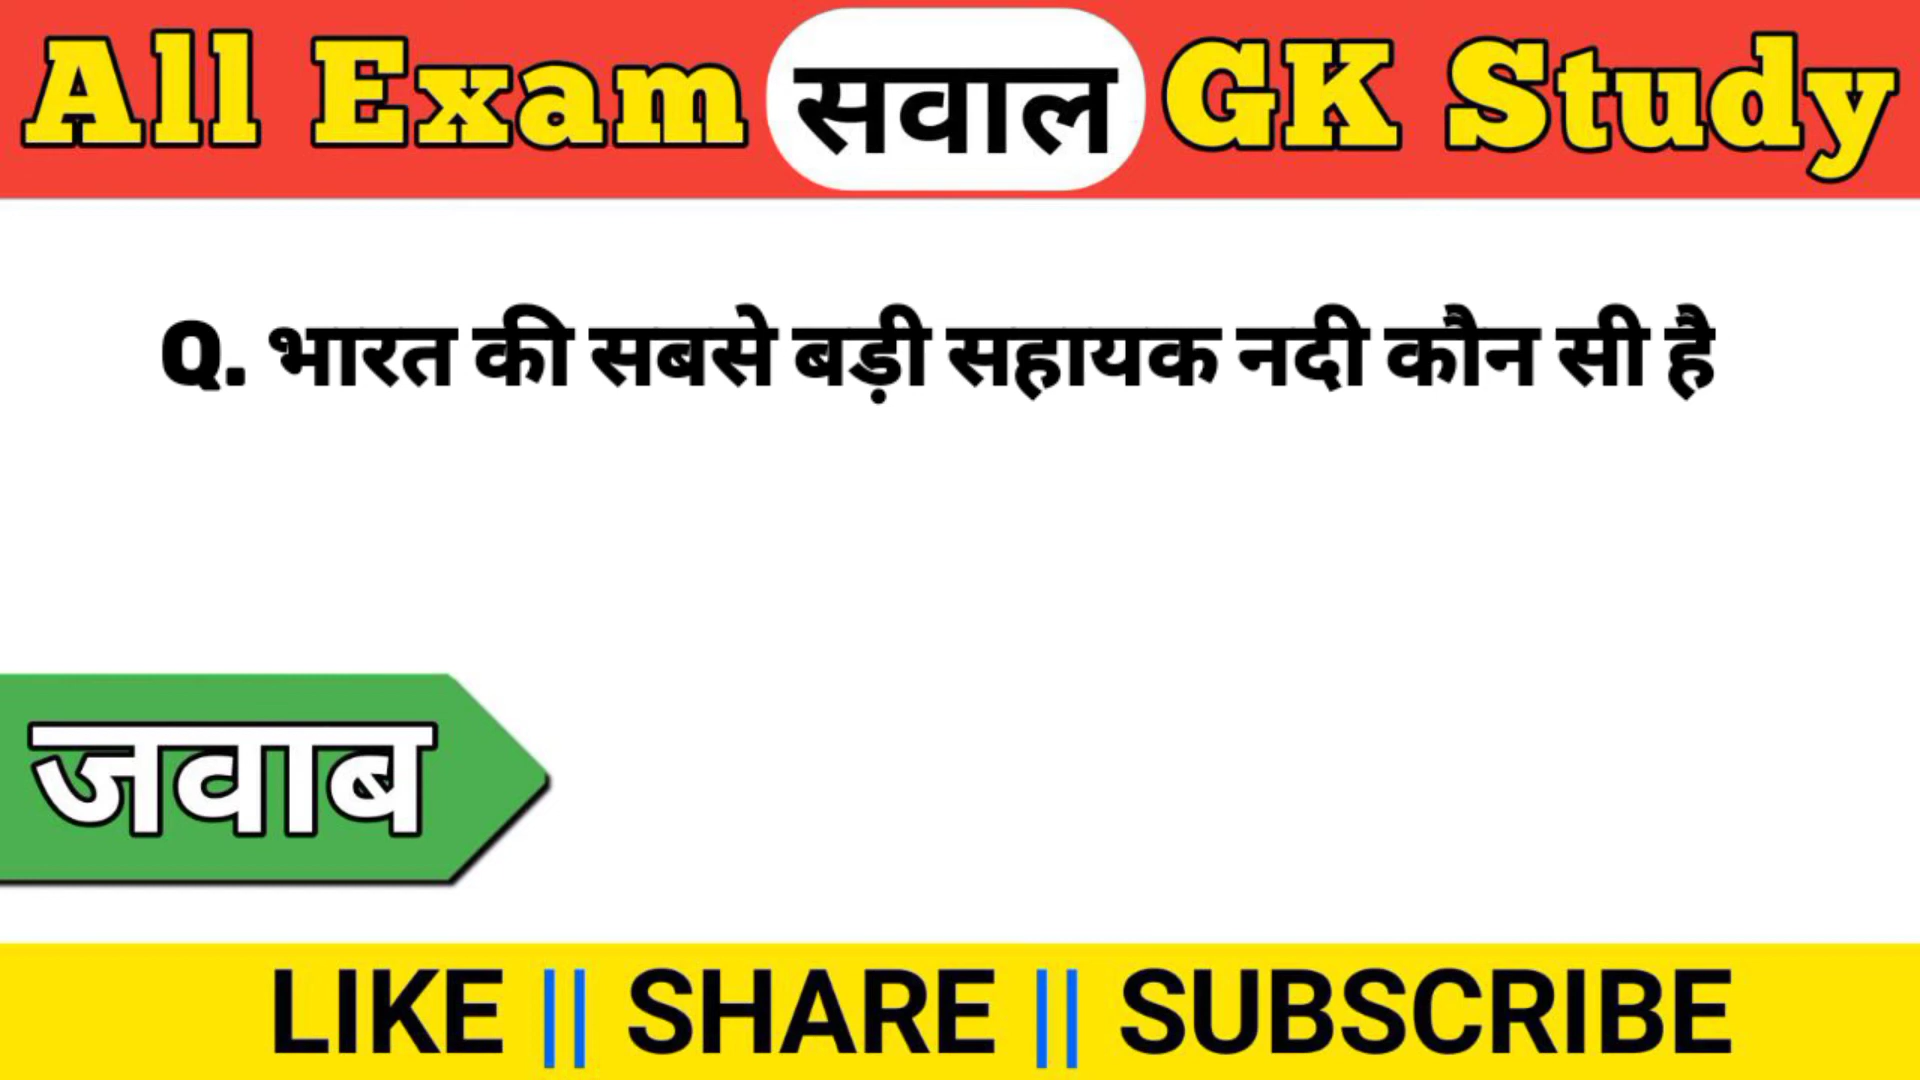 All Exam सवाल GK Study
Q. भारत की सबसे बड़ी सहायक नदी कौन सी है
जवाब
LIKE || SHARE || SUBSCRIBE